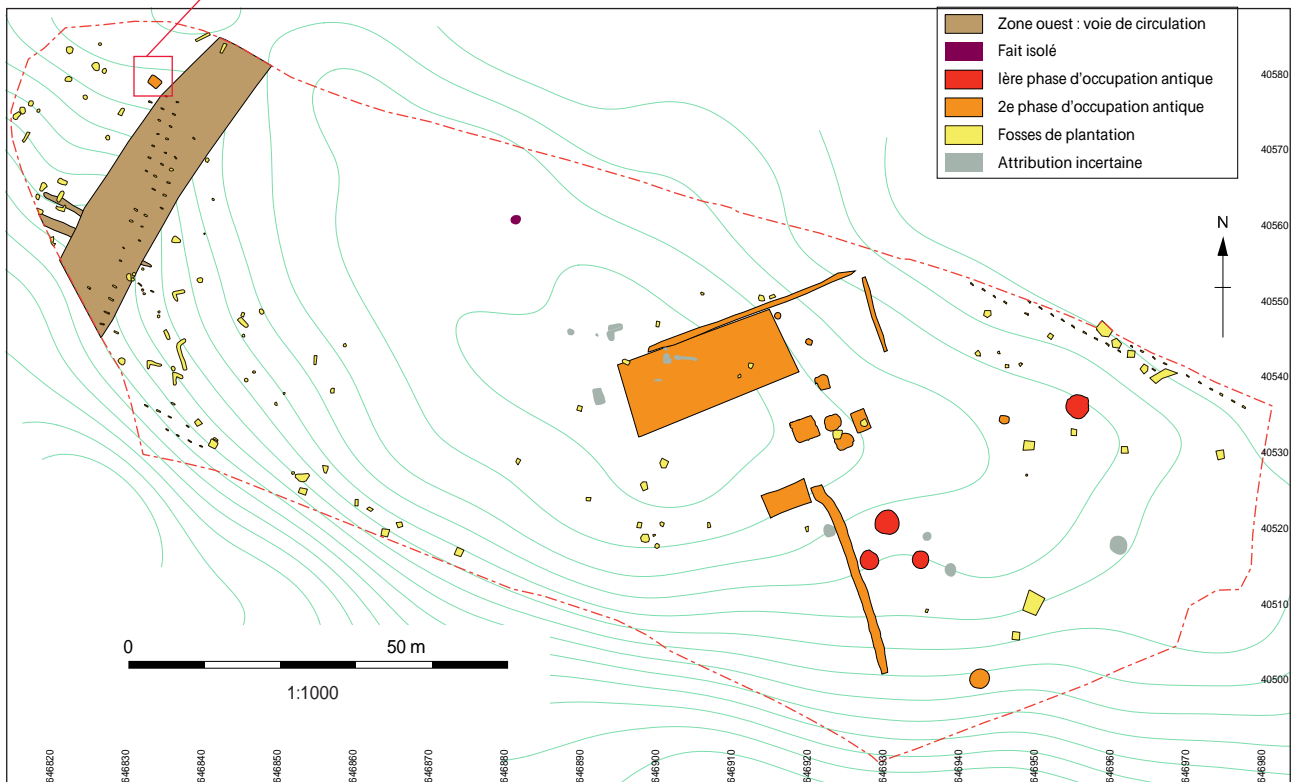 Zone ouest : voie de circulation
Fait isolé
Ière phase d'occupation antique
2e phase d'occupation antique
Fosses de plantation
Attribution incertaine
40580
40570
N
40560
40550
40540
40530
40520
40510
40500
0 50 m
1:1000
646820 646830 646840 646850 646860 646870 646880 646890 646900 646910 646920 646930 646940 646950 646960 646970 646980